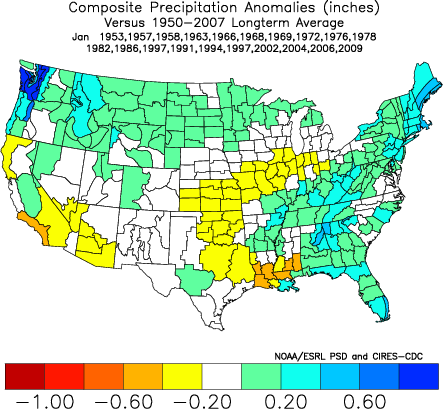 Composite Precipitation Anomalies (inches)
Versus 1950-2007 Longterm Average
Jan 1953,1957,1958,1963,1966,1968,1969,1972,1976,1978
1982,1986,1997,1991,1994,1997,2002,2004,2006,2009
NOAA/ESRL PSD and CIRES-CDC
-1.00 -0.60 -0.20 0.20 0.60